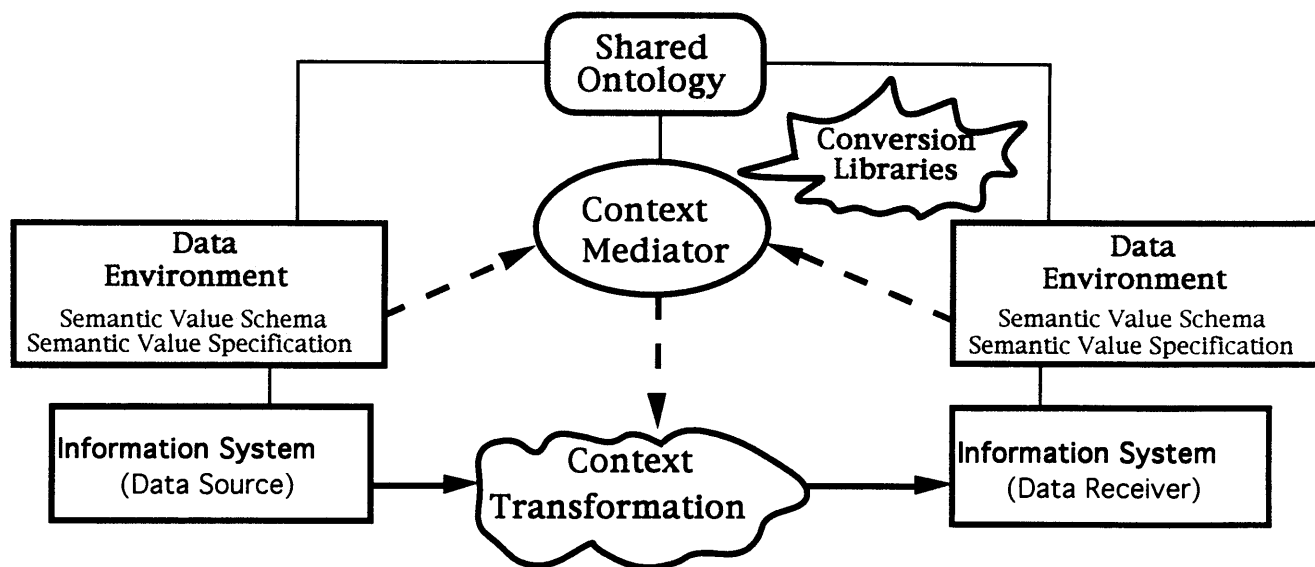 Shared
Ontology
Conversion
Libraries
Context
Mediator
Data
Environment
Semantic Value Schema
Semantic Value Specification
Data
Environment
Semantic Value Schema
Semantic Value Specification
Information System
(Data Source)
Context
Transformation
Information System
(Data Receiver)